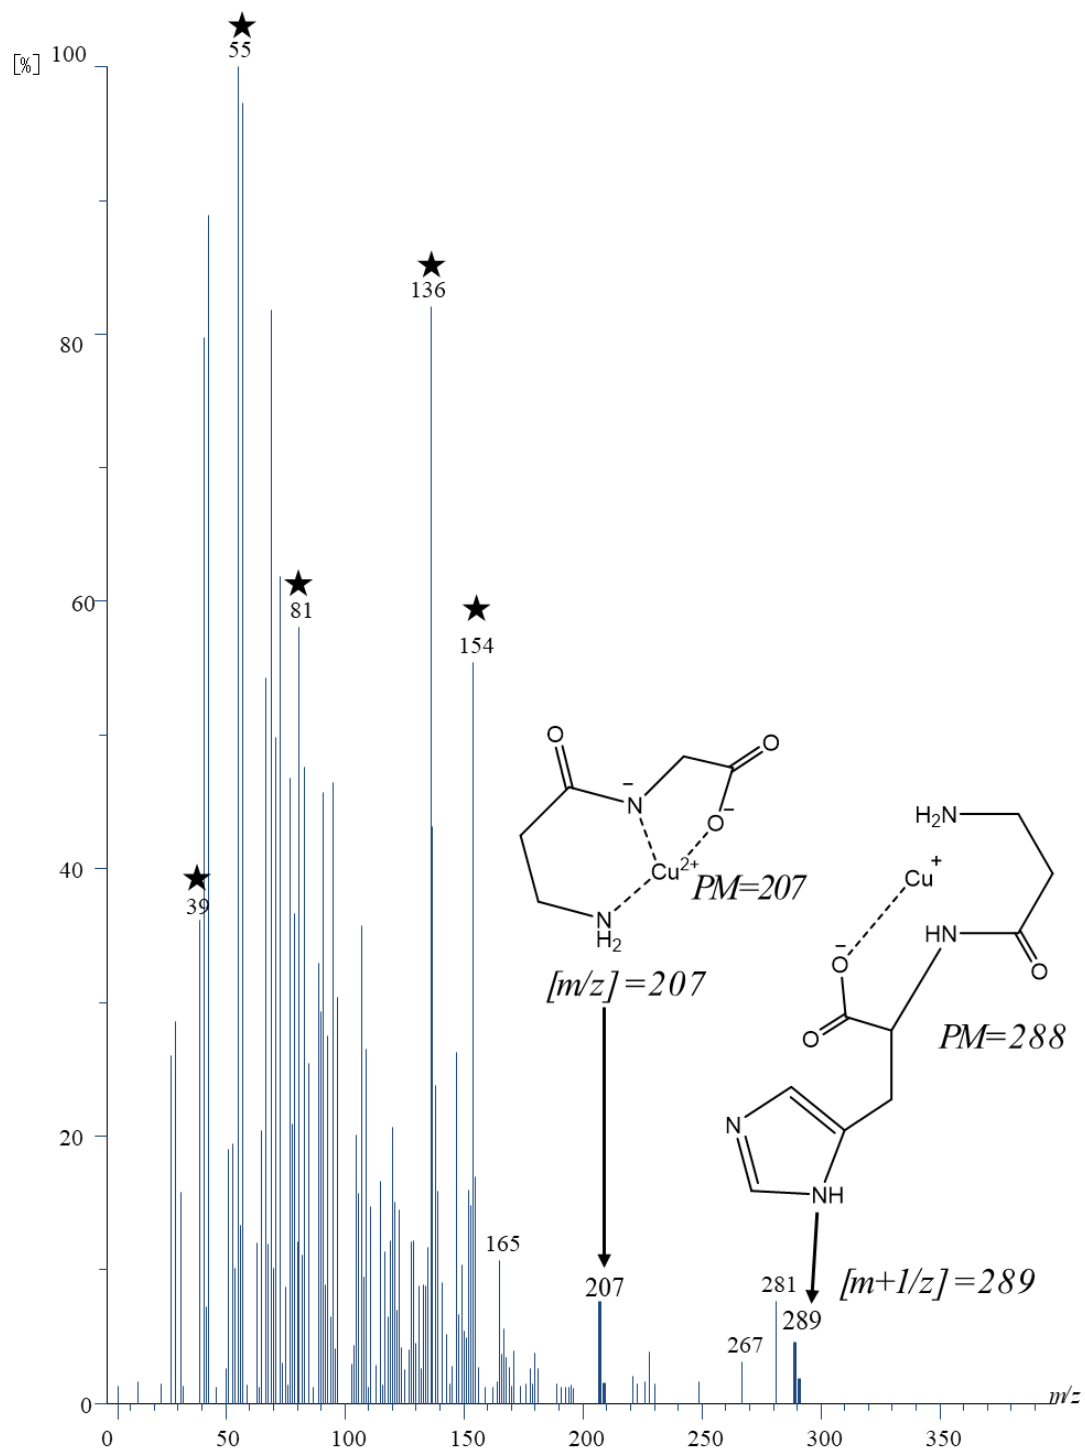 ★
55
[%]
100
★
136
80
★
81
★
154
60
O
O
N
−
O
−
Cu2+
PM=207
N
H2
[m/z]=207
★
39
40
H2N
Cu
+
O
−
HN
O
O
PM=288
N
NH
20
165
207
[m+1/z]=289
281
289
267
0
m/z
0
50
100
150
200
250
300
350